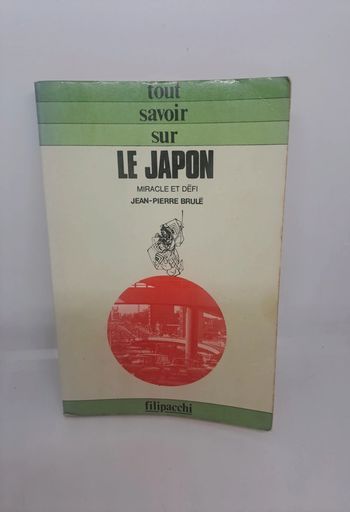 tout
savoir
sur
LE JAPON
MIRACLE ET DÉFI
JEAN-PIERRE BRULÉ
filipacchi